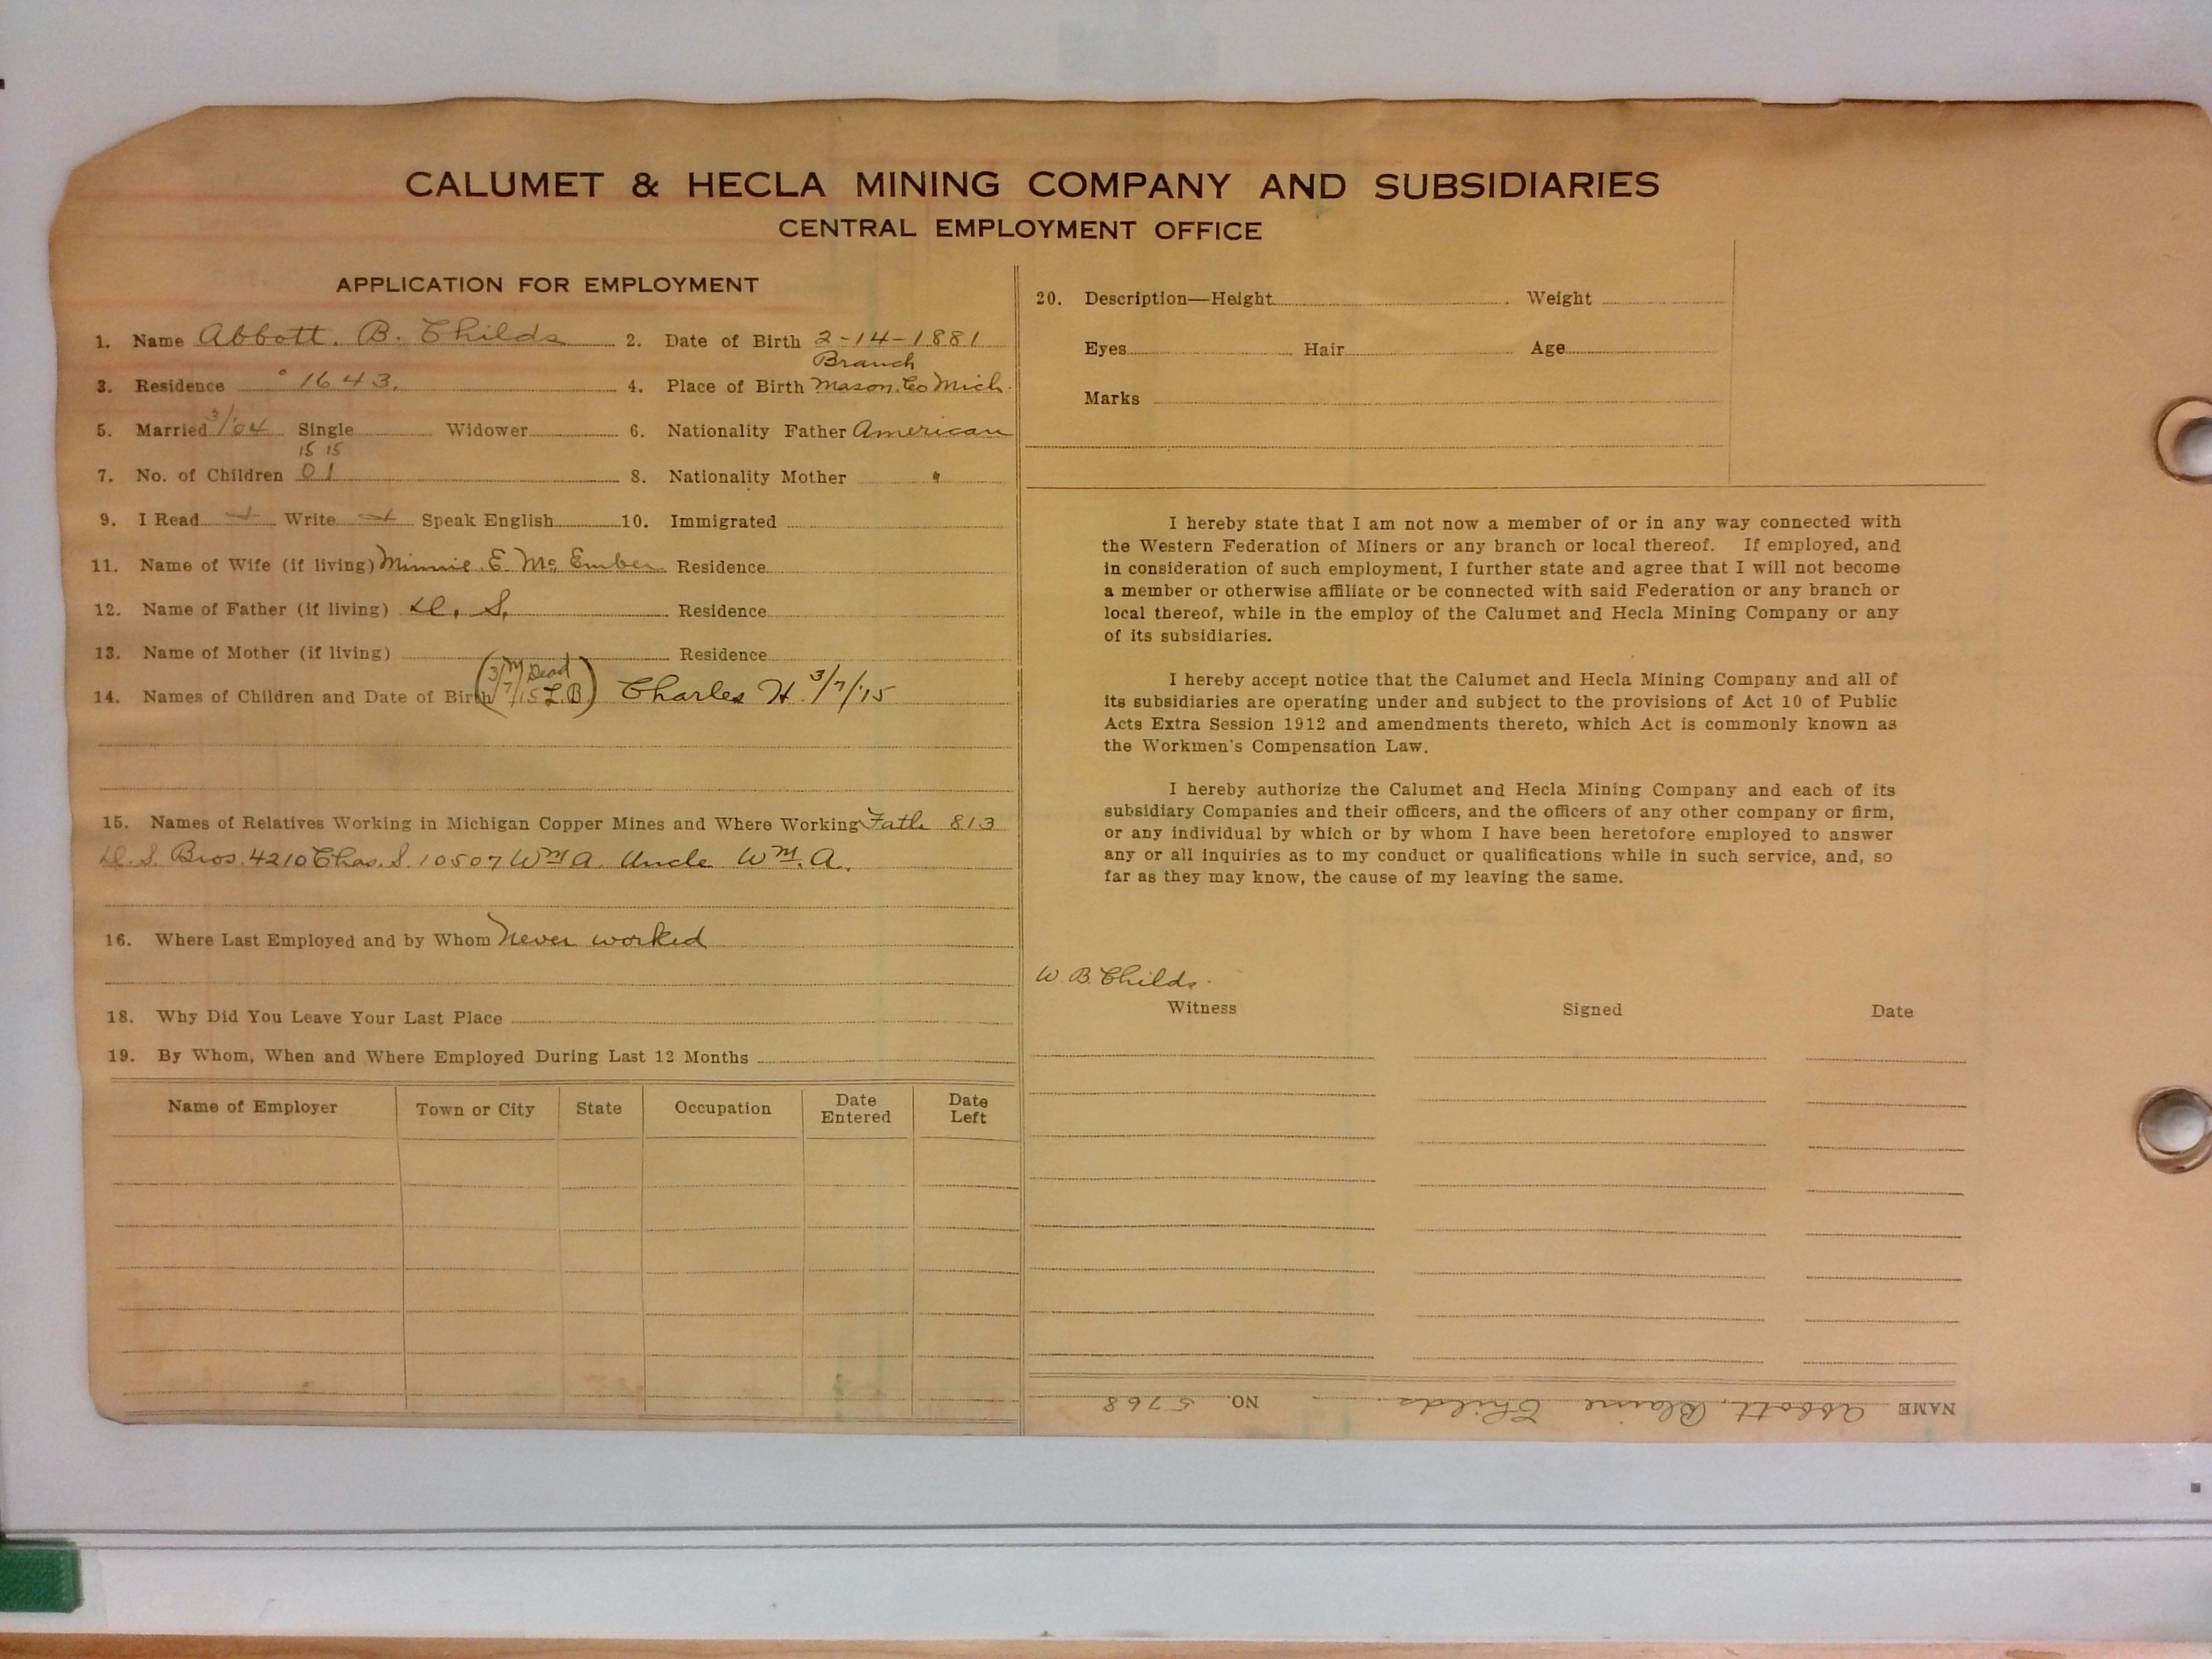 CALUMET & HECLA MINING COMPANY AND SUBSIDIARIES
CENTRAL EMPLOYMENT OFFICE
APPLICATION FOR EMPLOYMENT
1. Name Abbott, B. Childs 2. Date of Birth 2-14-1881
Branch
3. Residence 1643. 4. Place of Birth Mason. Co Mich.
5. Married 3/'04 Single Widower 6. Nationality Father American
15 15
7. No. of Children 0 1 8. Nationality Mother "
9. I Read Write Speak English 10. Immigrated
11. Name of Wife (if living) Minnie. E. Mc Ember Residence
12. Name of Father (if living) D. S. Residence
13. Name of Mother (if living) Residence
14. Names of Children and Date of Birth (3/7/15 M Dead L.B) Charles H. 3/7/'15
15. Names of Relatives Working in Michigan Copper Mines and Where Working Fath 813
D. S. Bros. 4210 Chas. S. 10507 Wm A. Uncle Wm. A.
16. Where Last Employed and by Whom Never worked
18. Why Did You Leave Your Last Place
19. By Whom, When and Where Employed During Last 12 Months
Name of Employer Town or City State Occupation Date Entered Date Left
20. Description—Height Weight
Eyes Hair Age
Marks
I hereby state that I am not now a member of or in any way connected with
the Western Federation of Miners or any branch or local thereof. If employed, and
in consideration of such employment, I further state and agree that I will not become
a member or otherwise affiliate or be connected with said Federation or any branch or
local thereof, while in the employ of the Calumet and Hecla Mining Company or any
of its subsidiaries.
I hereby accept notice that the Calumet and Hecla Mining Company and all of
its subsidiaries are operating under and subject to the provisions of Act 10 of Public
Acts Extra Session 1912 and amendments thereto, which Act is commonly known as
the Workmen's Compensation Law.
I hereby authorize the Calumet and Hecla Mining Company and each of its
subsidiary Companies and their officers, and the officers of any other company or firm,
or any individual by which or by whom I have been heretofore employed to answer
any or all inquiries as to my conduct or qualifications while in such service, and, so
far as they may know, the cause of my leaving the same.
W. B. Childs.
Witness Signed Date
NAME Abbott, Blaine Childs. NO. 5768